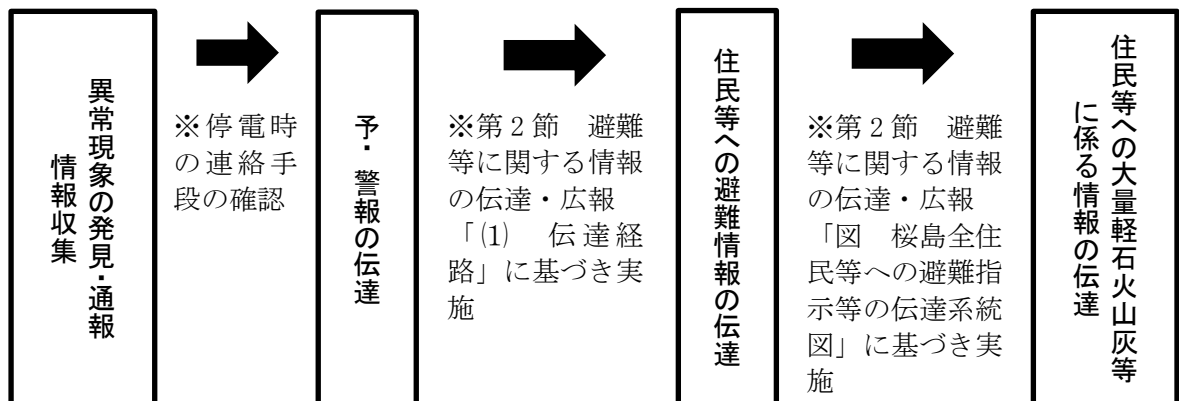 異常現象の発見・通報
情報収集
※停電時
の連絡手
段の確認
予・警報の伝達
※第2節　避難
等に関する情報
の伝達・広報
「⑴　伝達経
路」に基づき実
施
住民等への避難情報の伝達
※第2節　避難
等に関する情報
の伝達・広報
「図　桜島全住
民等への避難指
示等の伝達系統
図」に基づき実
施
住民等への大量軽石火山灰等
に係る情報の伝達